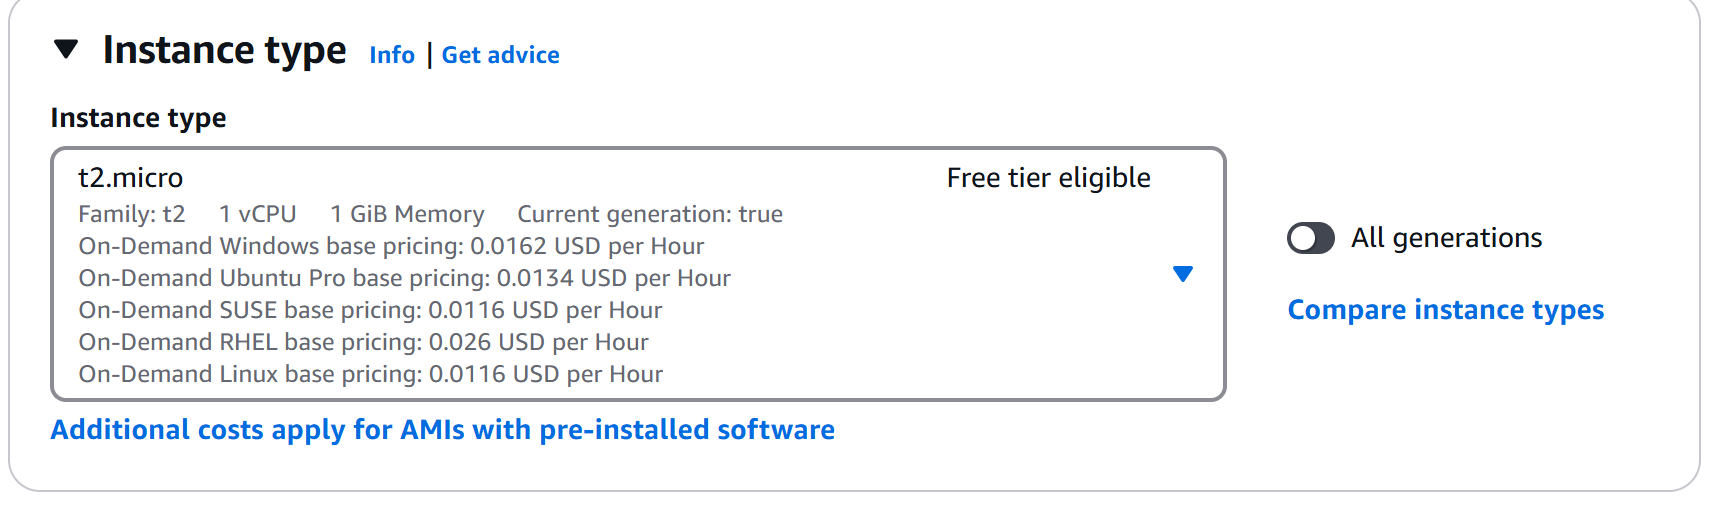 Instance type Info | Get advice
Instance type
t2.micro Free tier eligible
Family: t2 1 vCPU 1 GiB Memory Current generation: true
On-Demand Windows base pricing: 0.0162 USD per Hour
On-Demand Ubuntu Pro base pricing: 0.0134 USD per Hour
On-Demand SUSE base pricing: 0.0116 USD per Hour
On-Demand RHEL base pricing: 0.026 USD per Hour
On-Demand Linux base pricing: 0.0116 USD per Hour
All generations
Compare instance types
Additional costs apply for AMIs with pre-installed software